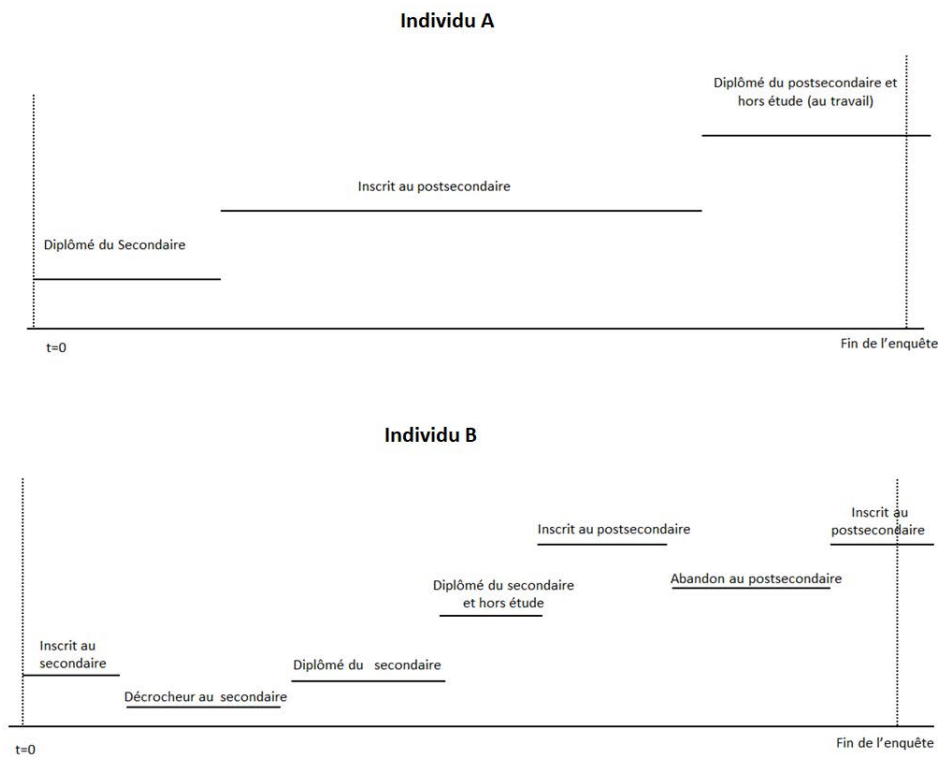 Individu A
Diplômé du postsecondaire et
hors étude (au travail)
Inscrit au postsecondaire
Diplômé du Secondaire
t=0
Fin de l'enquête
Individu B
Inscrit au
postsecondaire
Inscrit au postsecondaire
Abandon au postsecondaire
Diplômé du secondaire
et hors étude
Inscrit au
secondaire
Diplômé du secondaire
Décrocheur au secondaire
t=0
Fin de l'enquête